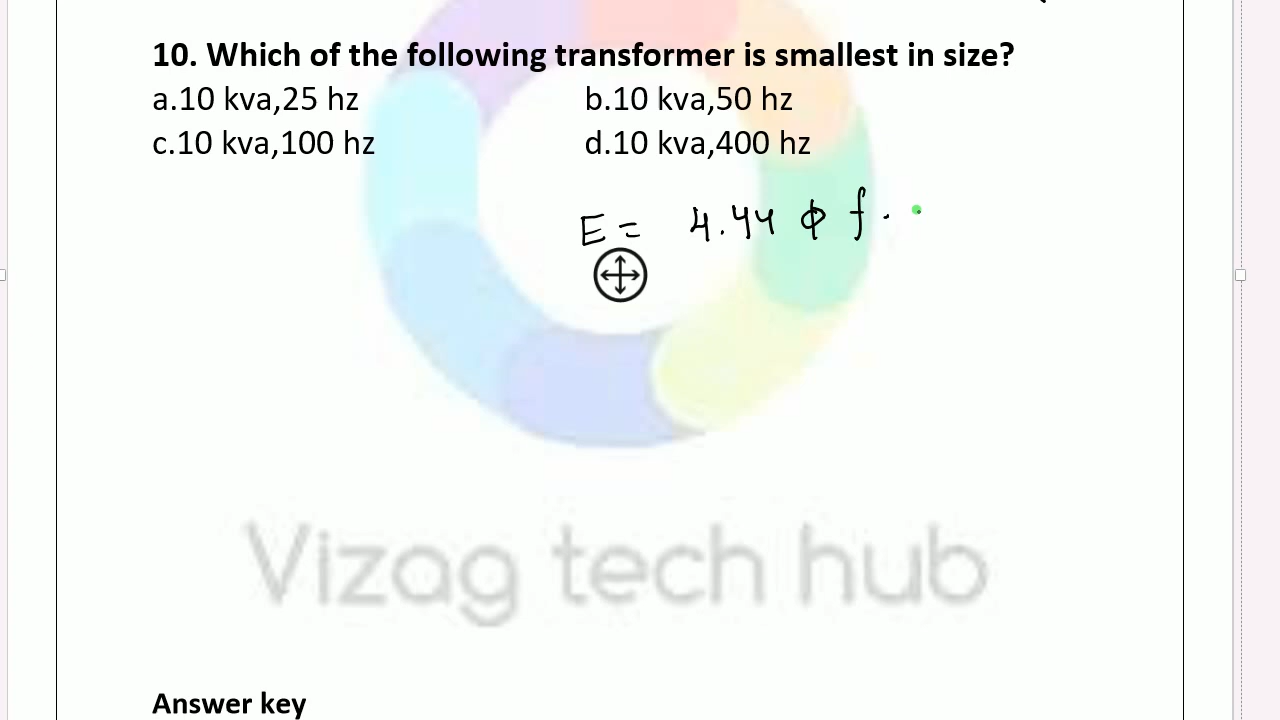 10. Which of the following transformer is smallest in size?
a.10 kva,25 hz b.10 kva,50 hz
c.10 kva,100 hz d.10 kva,400 hz
E = 4.44 ϕ f .
Vizag tech hub
Answer key